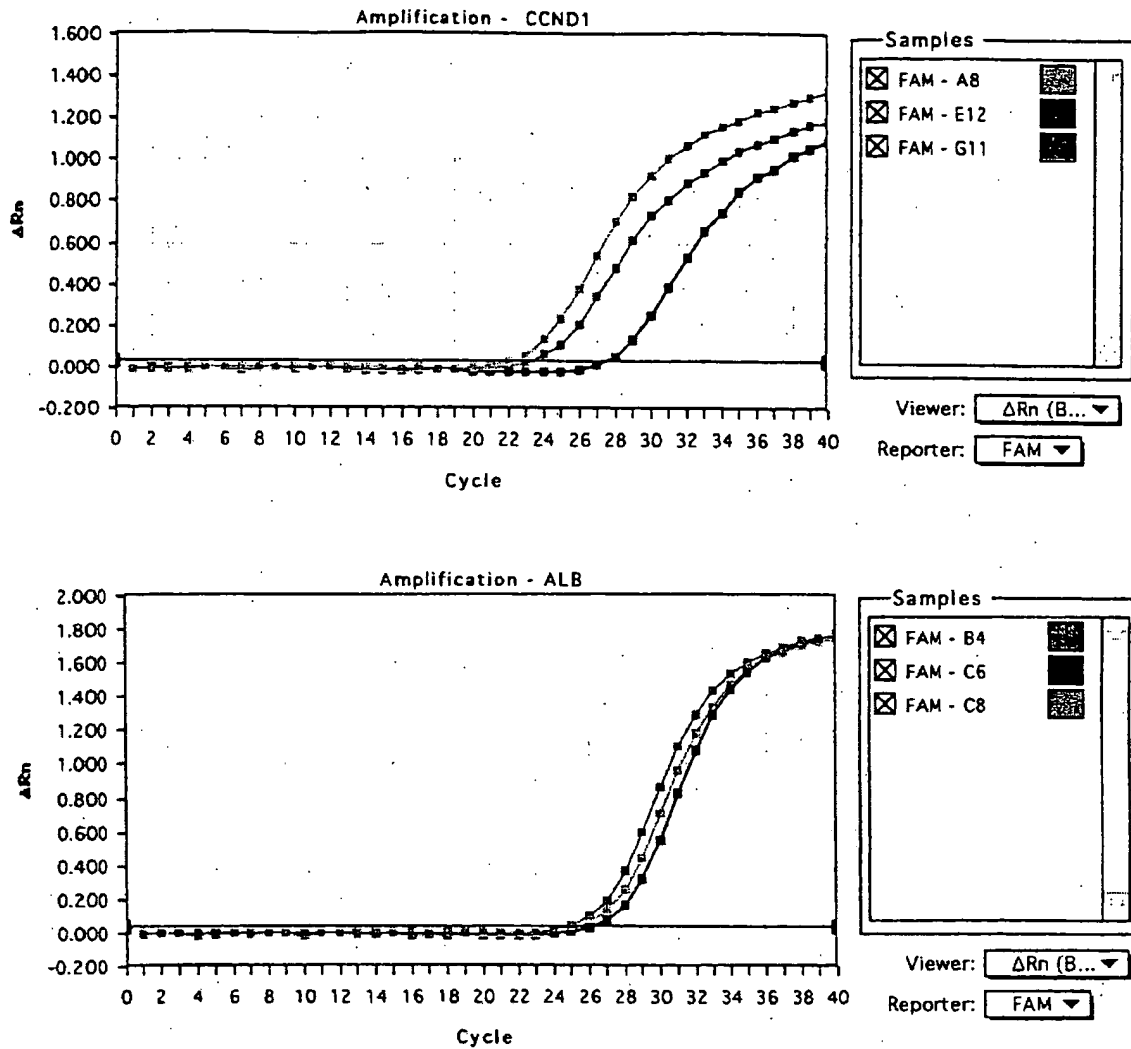 Amplification - CCND1
1.600
1.400
1.200
1.000
0.800
0.600
0.400
0.200
0.000
-0.200
ΔRn
0 2 4 6 8 10 12 14 16 18 20 22 24 26 28 30 32 34 36 38 40
Cycle
Samples
FAM - A8
FAM - E12
FAM - G11
Viewer: ΔRn (B...
Reporter: FAM
Amplification - ALB
2.000
1.800
1.600
1.400
1.200
1.000
0.800
0.600
0.400
0.200
0.000
-0.200
ΔRn
0 2 4 6 8 10 12 14 16 18 20 22 24 26 28 30 32 34 36 38 40
Cycle
Samples
FAM - B4
FAM - C6
FAM - C8
Viewer: ΔRn (B...
Reporter: FAM